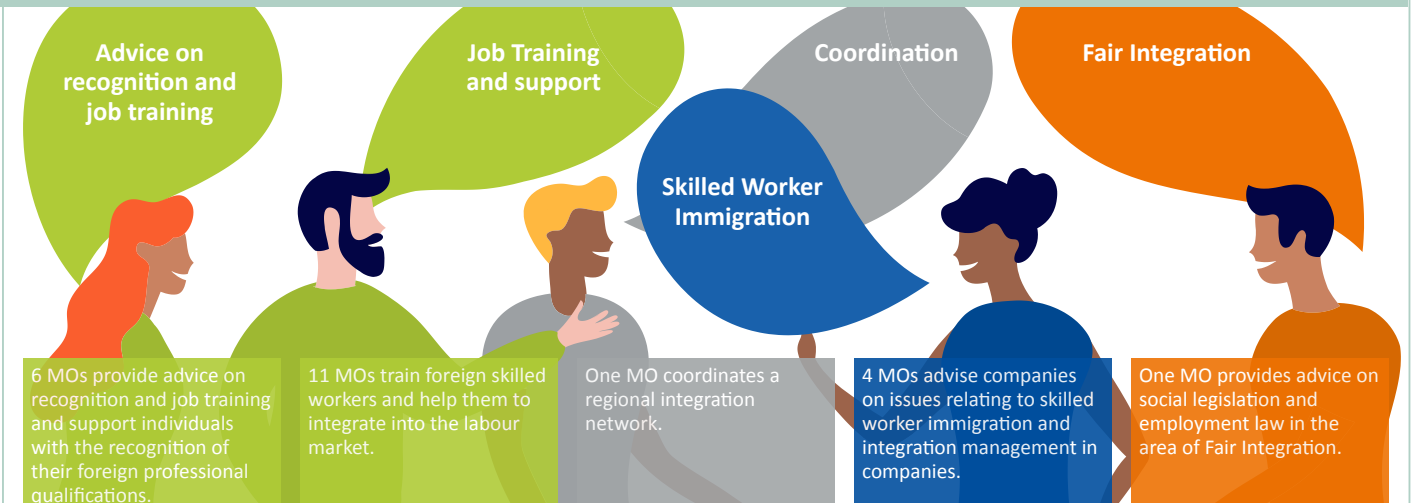 Advice on
recognition and
job training
Job Training
and support
Coordination
Fair Integration
Skilled Worker
Immigration
6 MOs provide advice on
recognition and job training
and support individuals
with the recognition of
their foreign professional
qualifications.
11 MOs train foreign skilled
workers and help them to
integrate into the labour
market.
One MO coordinates a
regional integration
network.
4 MOs advise companies
on issues relating to skilled
worker immigration and
integration management in
companies.
One MO provides advice on
social legislation and
employment law in the
area of Fair Integration.